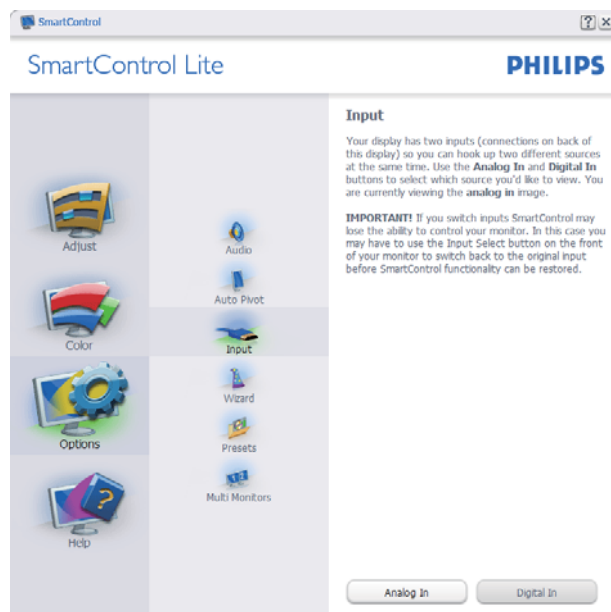 SmartControl
SmartControl Lite
PHILIPS
Adjust
Color
Options
Help
Audio
Auto Pivot
Input
Wizard
Presets
Multi Monitors
Input
Your display has two inputs (connections on back of
this display) so you can hook up two different sources
at the same time. Use the Analog In and Digital In
buttons to select which source you'd like to view. You
are currently viewing the analog in image.
IMPORTANT! If you switch inputs SmartControl may
lose the ability to control your monitor. In this case you
may have to use the Input Select button on the front
of your monitor to switch back to the original input
before SmartControl functionality can be restored.
Analog In
Digital In